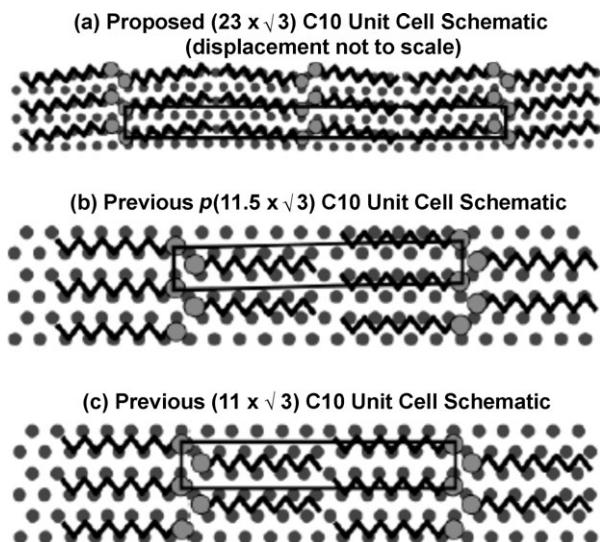 (a) Proposed (23 x √3) C10 Unit Cell Schematic
(displacement not to scale)
(b) Previous p(11.5 x √3) C10 Unit Cell Schematic
(c) Previous (11 x √3) C10 Unit Cell Schematic